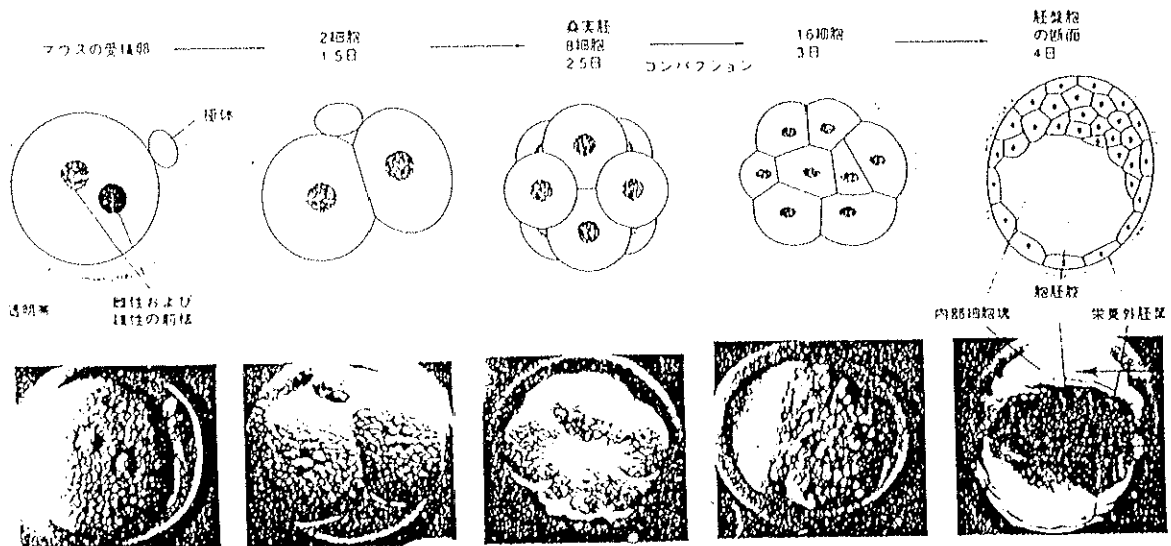 マウスの受精卵
2細胞
1.5日
桑実胚
8細胞
2.5日
コンパクション
16細胞
3日
胚盤胞
の断面
4日
極体
透明帯
雌性および
雄性の前核
胞胚腔
内部細胞塊
栄養外胚葉